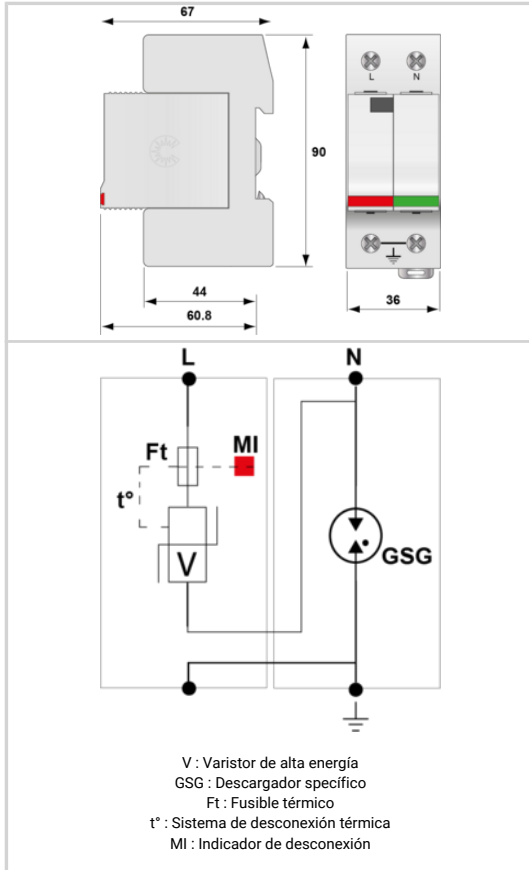 67
90
44
60.8
L N
36
L N
Ft MI
t°
V
GSG
V : Varistor de alta energía
GSG : Descargador specífico
Ft : Fusible térmico
t° : Sistema de desconexión térmica
MI : Indicador de desconexión